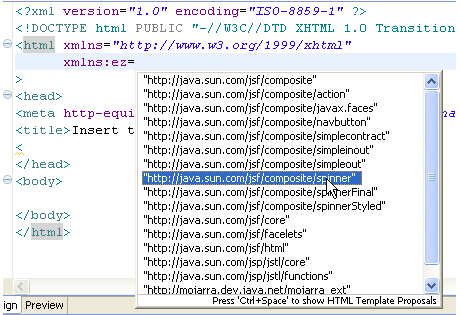 <?xml version="1.0" encoding="ISO-8859-1" ?>
<!DOCTYPE html PUBLIC "-//W3C//DTD XHTML 1.0 Transition
<html xmlns="http://www.w3.org/1999/xhtml"
xmlns:ez=
>
<head>
<meta http-equi
<title>Insert t
<
</head>
<body>
</body>
</html>
"http://java.sun.com/jsf/composite"
"http://java.sun.com/jsf/composite/action"
"http://java.sun.com/jsf/composite/javax.faces"
"http://java.sun.com/jsf/composite/navbutton"
"http://java.sun.com/jsf/composite/simplecontract"
"http://java.sun.com/jsf/composite/simpleinout"
"http://java.sun.com/jsf/composite/simpleout"
"http://java.sun.com/jsf/composite/spinner"
"http://java.sun.com/jsf/composite/spinnerFinal"
"http://java.sun.com/jsf/composite/spinnerStyled"
"http://java.sun.com/jsf/core"
"http://java.sun.com/jsf/facelets"
"http://java.sun.com/jsf/html"
"http://java.sun.com/jsp/jstl/core"
"http://java.sun.com/jsp/jstl/functions"
"http://mojarra.dev.java.net/mojarra_ext"
Press 'Ctrl+Space' to show HTML Template Proposals
ign Preview